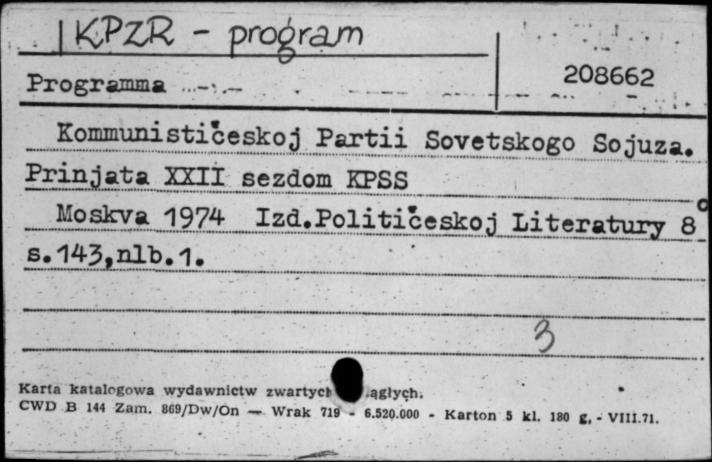 KPZR - program
208662
Programma
Kommunističeskoj Partii Sovetskogo Sojuza.
Prinjata XXII sezdom KPSS
Moskva 1974 Izd.Političeskoj Literatury 8°
s.143,nlb.1.
3
Karta katalogowa wydawnictw
CWD B 144 Zam. 869/Dw/On — Wrak 719 - 6.520.000 - Karton 5 kl. 180 g, - VIII.71.